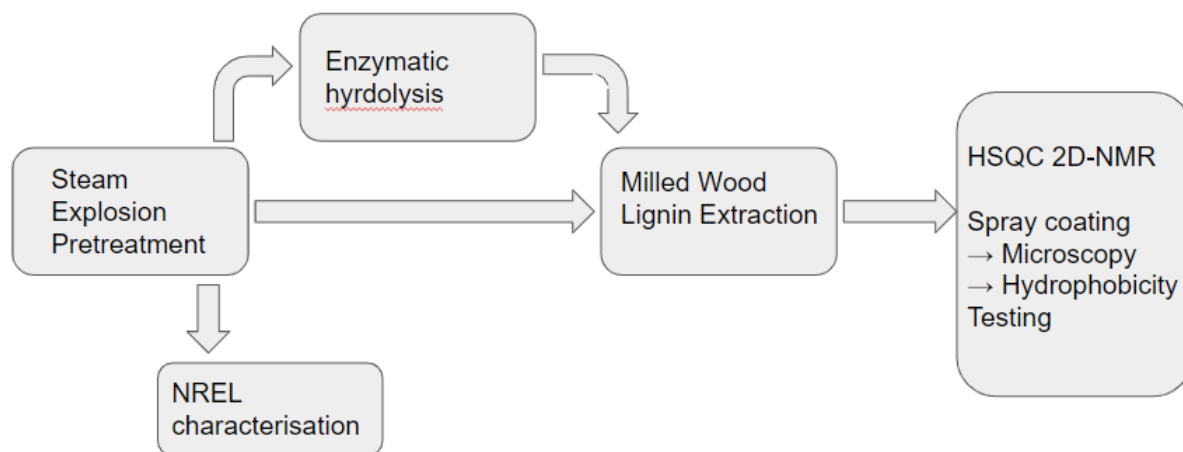 Enzymatic
hyrdolysis
Steam
Explosion
Pretreatment
Milled Wood
Lignin Extraction
HSQC 2D-NMR
Spray coating
→ Microscopy
→ Hydrophobicity
Testing
NREL
characterisation